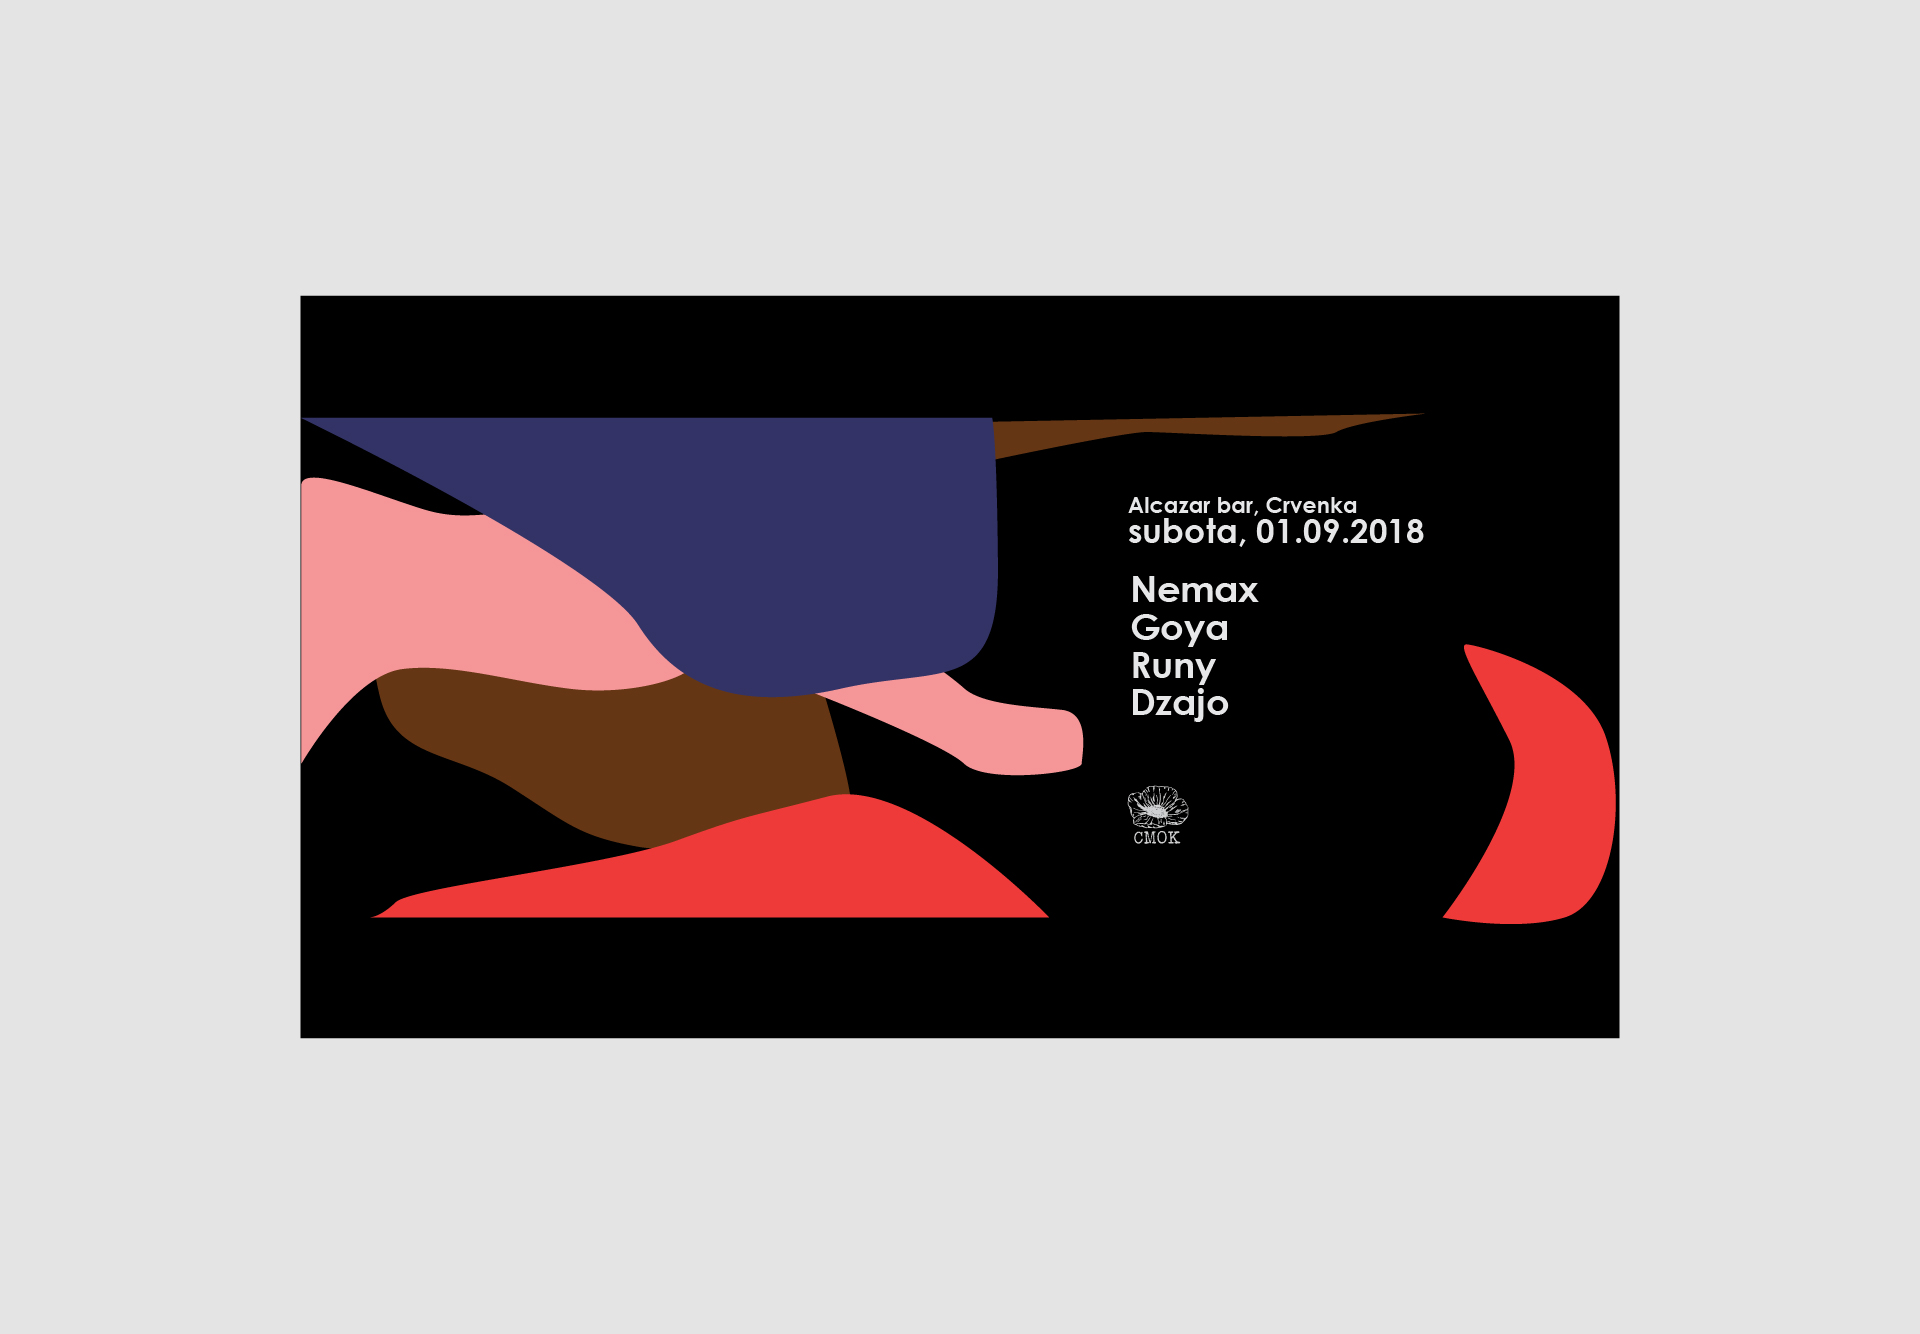 Alcazar bar, Crvenka
subota, 01.09.2018
Nemax
Goya
Runy
Dzajo
CMOK